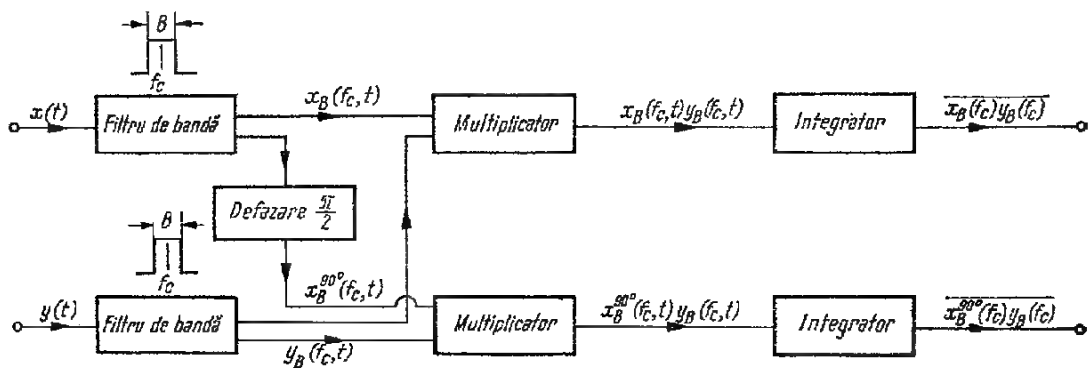 B
f_c
x(t)
Filtru de bandă
x_B(f_c, t)
Multiplicator
x_B(f_c, t) y_B(f_c, t)
Integrator
\overline{x_B(f_c) y_B(f_c)}
Defazare π/2
B
f_c
x_B^{90°}(f_c, t)
y(t)
Filtru de bandă
y_B(f_c, t)
Multiplicator
x_B^{90°}(f_c, t) y_B(f_c, t)
Integrator
\overline{x_B^{90°}(f_c) y_B(f_c)}